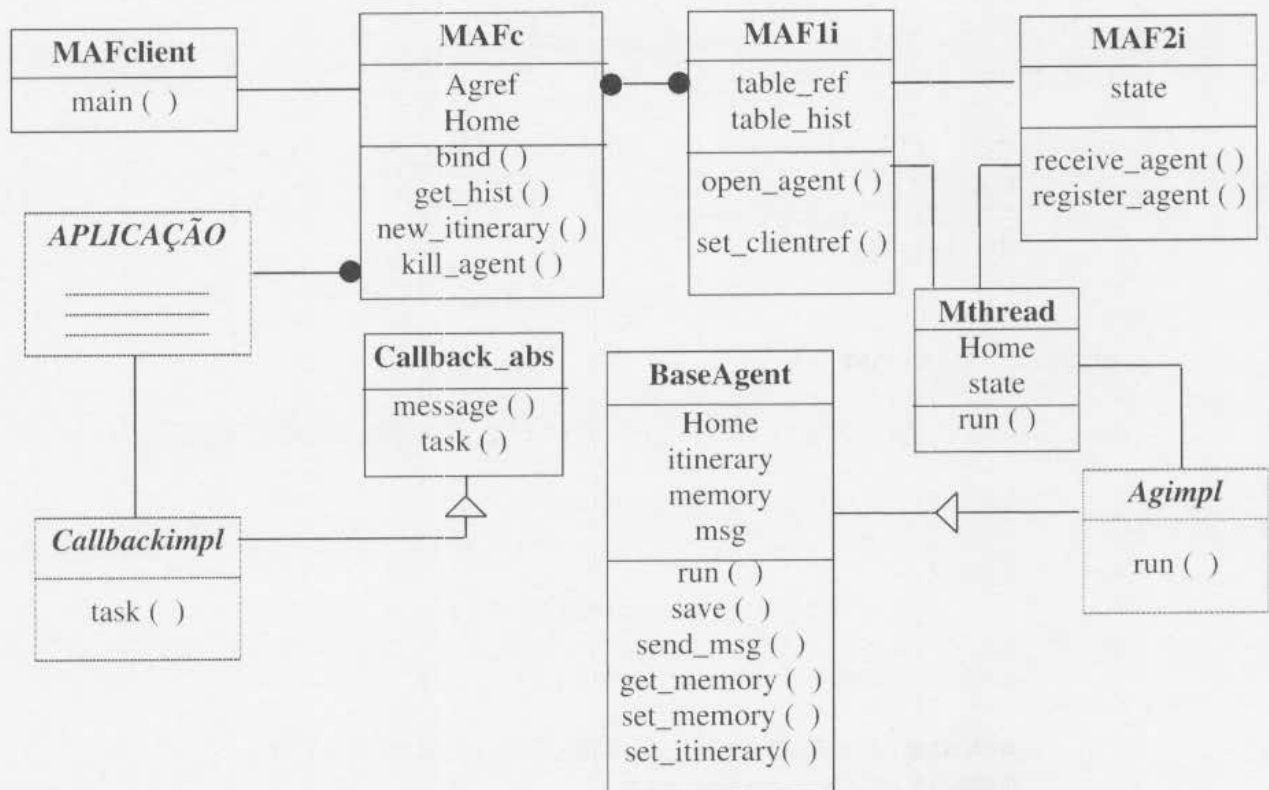 MAFclient
main ( )
MAFc
Agref
Home
bind ( )
get_hist ( )
new_itinerary ( )
kill_agent ( )
MAF1i
table_ref
table_hist
open_agent ( )
set_clientref ( )
MAF2i
state
receive_agent ( )
register_agent ( )
APLICAÇÃO
Callback_abs
message ( )
task ( )
BaseAgent
Home
itinerary
memory
msg
run ( )
save ( )
send_msg ( )
get_memory ( )
set_memory ( )
set_itinerary( )
Mthread
Home
state
run ( )
Callbackimpl
task ( )
Agimpl
run ( )